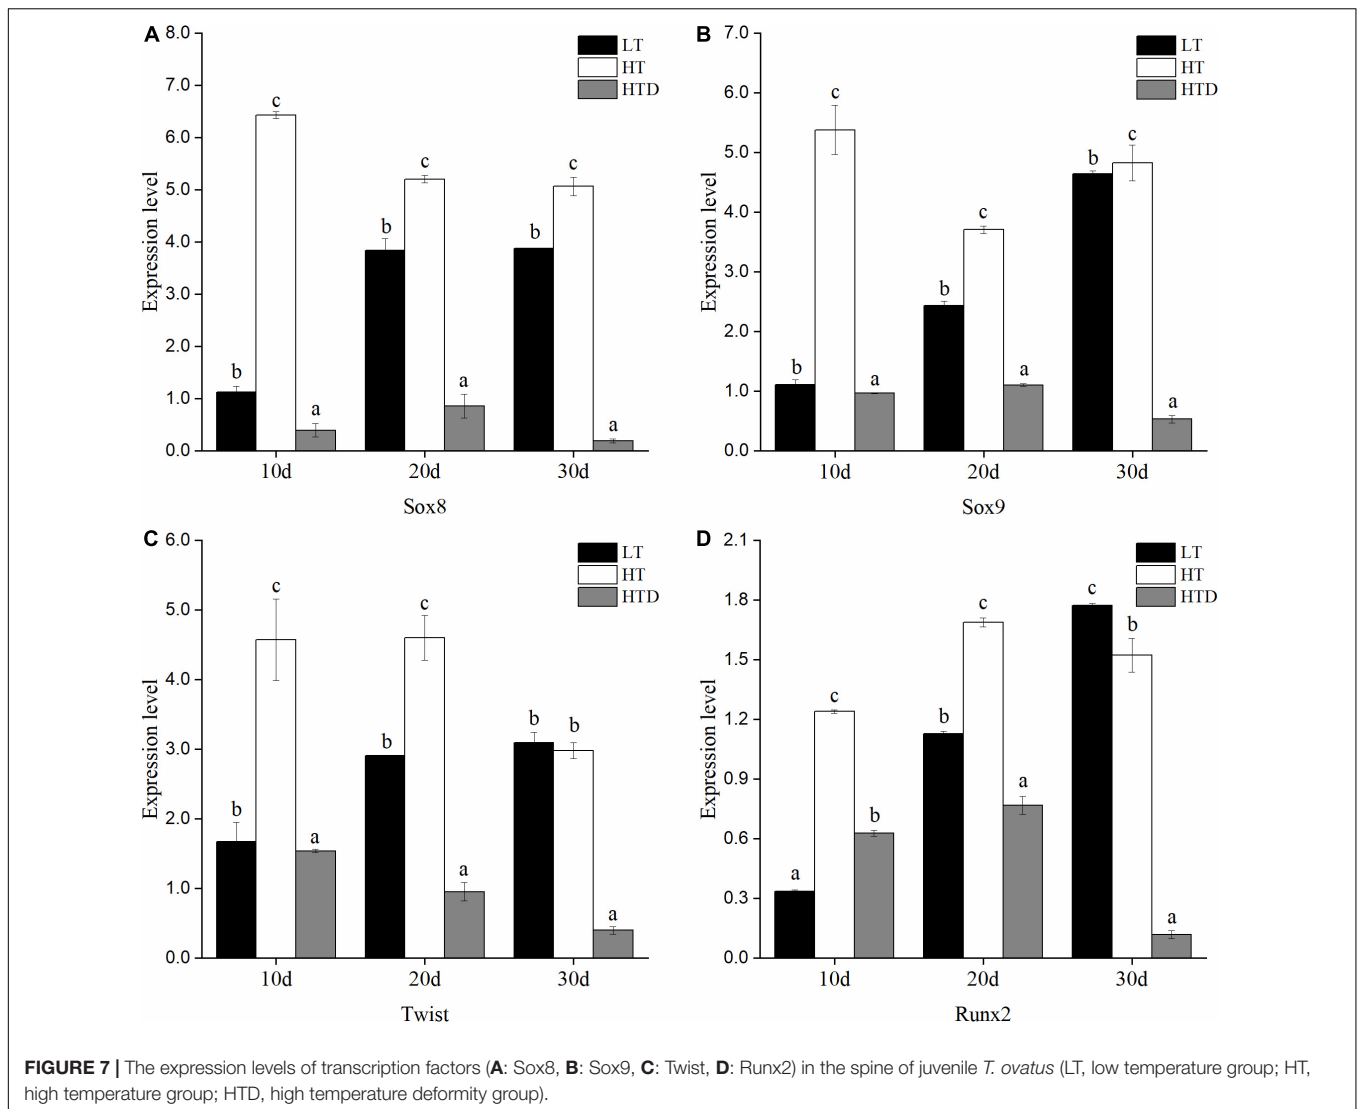 A
8.0
7.0
6.0
5.0
4.0
3.0
2.0
1.0
0.0
Expression level
LT
HT
HTD
b
c
a
b
c
a
b
c
a
10d
20d
30d
Sox8
B
7.0
6.0
5.0
4.0
3.0
2.0
1.0
0.0
Expression level
LT
HT
HTD
b
c
a
b
c
a
b
c
a
10d
20d
30d
Sox9
C
6.0
5.0
4.0
3.0
2.0
1.0
0.0
Expression level
LT
HT
HTD
b
c
a
b
c
a
b
b
a
10d
20d
30d
Twist
D
2.1
1.8
1.5
1.2
0.9
0.6
0.3
0.0
Expression level
LT
HT
HTD
a
c
b
b
c
a
c
b
a
10d
20d
30d
Runx2
FIGURE 7 | The expression levels of transcription factors (A: Sox8, B: Sox9, C: Twist, D: Runx2) in the spine of juvenile T. ovatus (LT, low temperature group; HT,
high temperature group; HTD, high temperature deformity group).